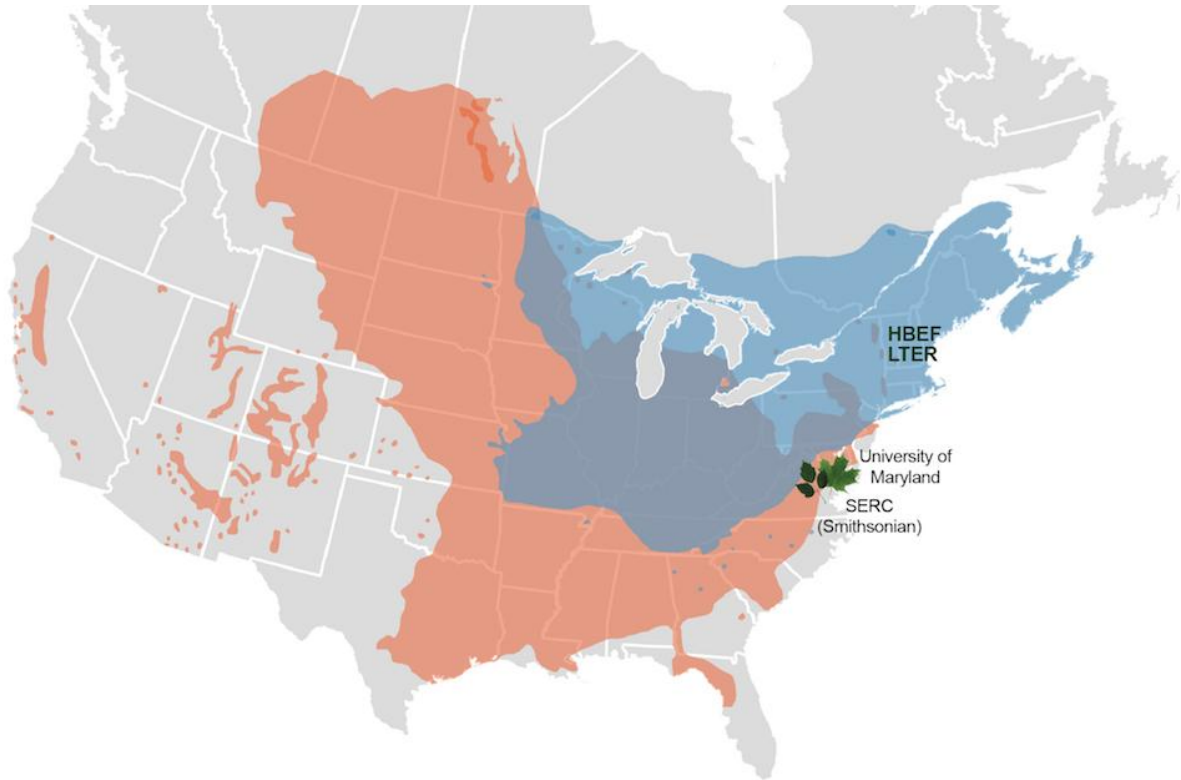 HBEF
LTER
University of
Maryland
SERC
(Smithsonian)